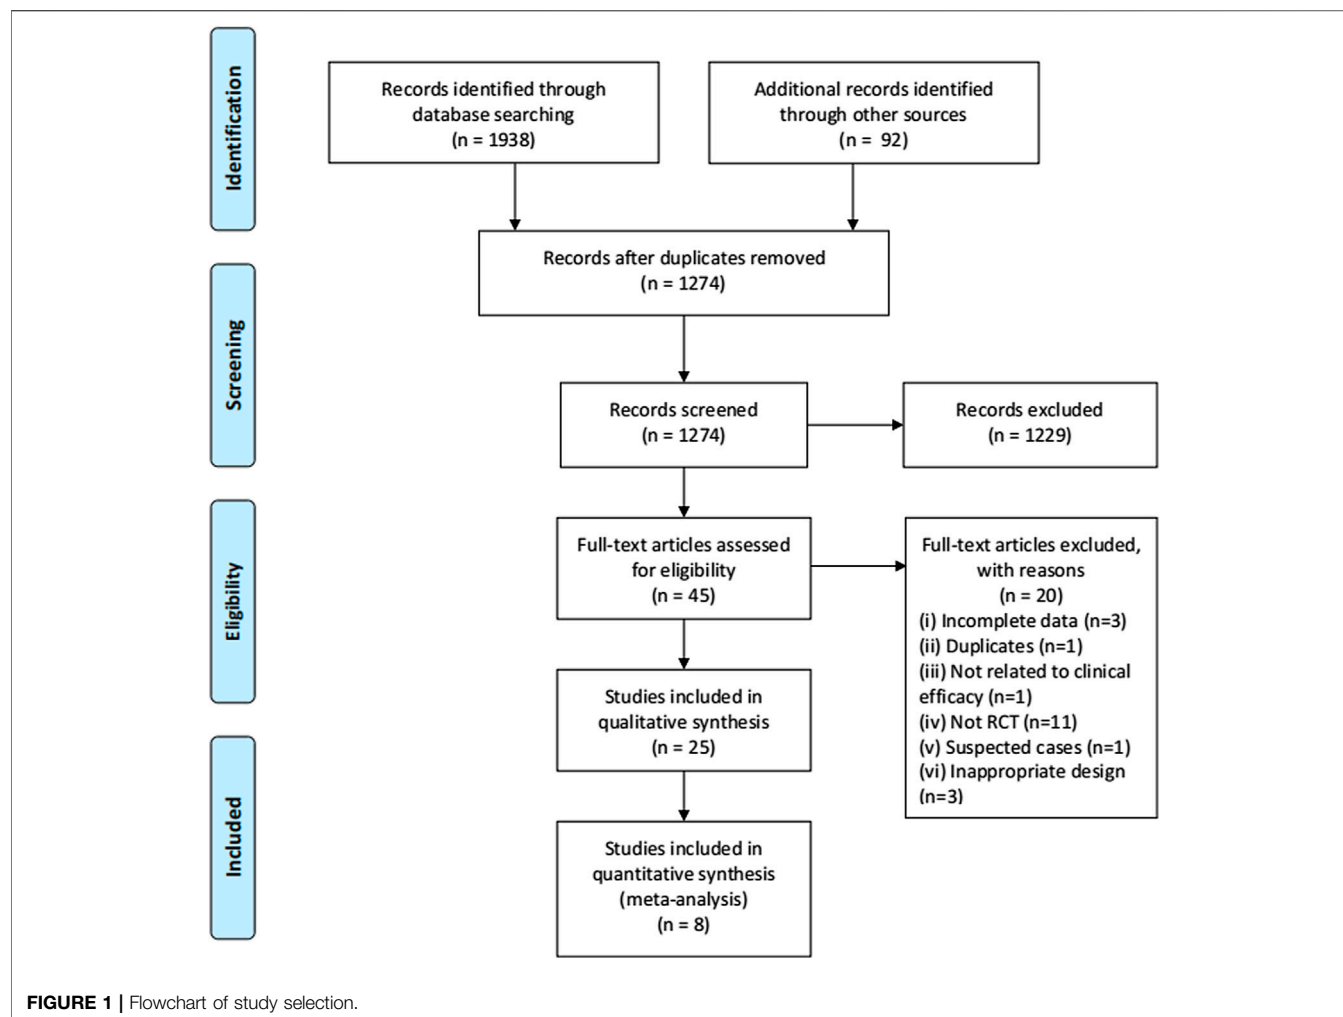 Identification
Records identified through
database searching
(n = 1938)
Additional records identified
through other sources
(n = 92)
Records after duplicates removed
(n = 1274)
Screening
Records screened
(n = 1274)
Records excluded
(n = 1229)
Eligibility
Full-text articles assessed
for eligibility
(n = 45)
Full-text articles excluded,
with reasons
(n = 20)
(i) Incomplete data (n=3)
(ii) Duplicates (n=1)
(iii) Not related to clinical
efficacy (n=1)
(iv) Not RCT (n=11)
(v) Suspected cases (n=1)
(vi) Inappropriate design
(n=3)
Studies included in
qualitative synthesis
(n = 25)
Included
Studies included in
quantitative synthesis
(meta-analysis)
(n = 8)
FIGURE 1 | Flowchart of study selection.